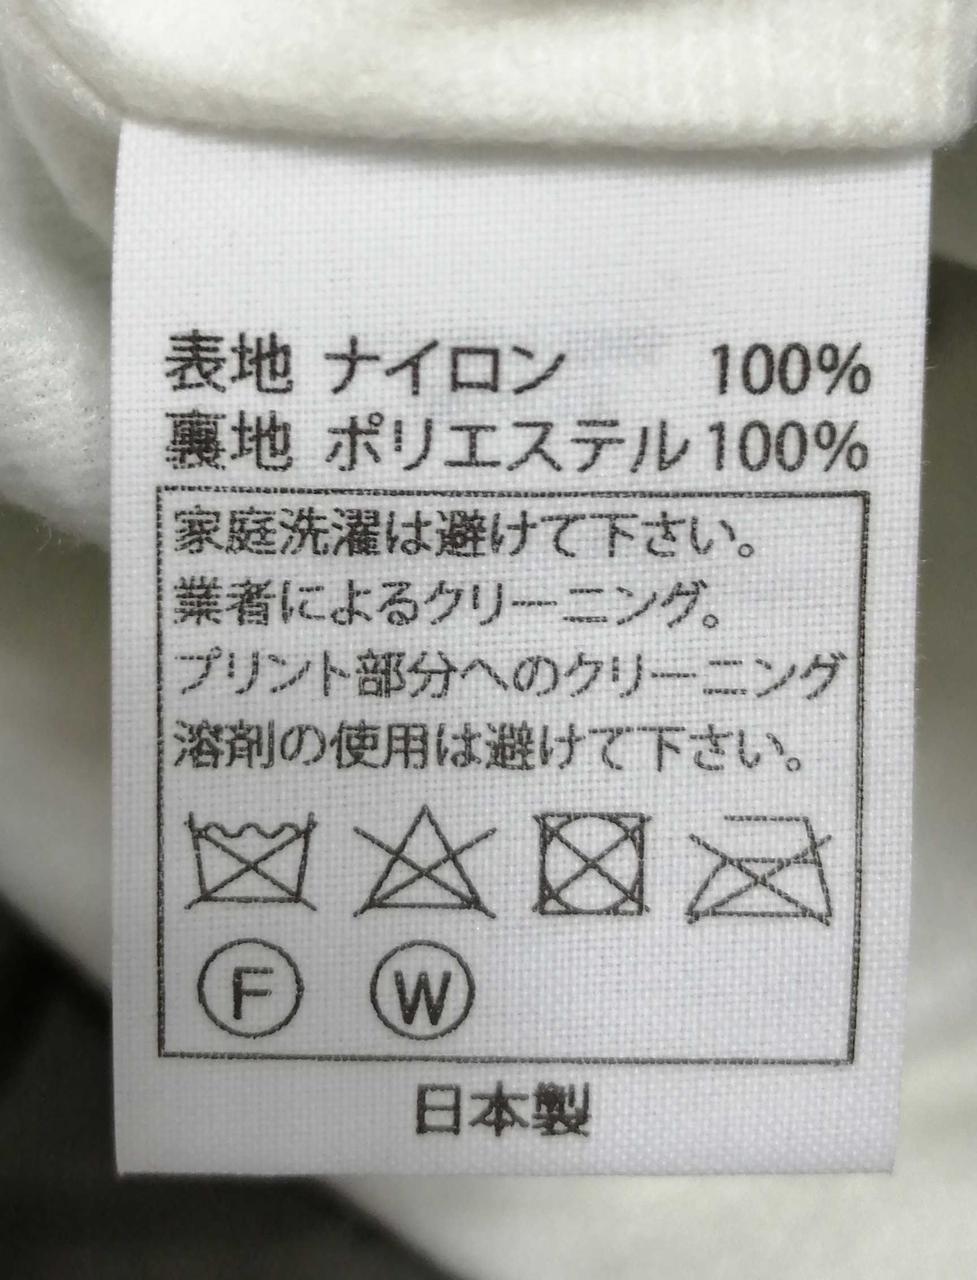 表地 ナイロン 100%
裏地 ポリエステル 100%
家庭洗濯は避けて下さい。
業者によるクリーニング。
プリント部分へのクリーニング
溶剤の使用は避けて下さい。
F W
日本製